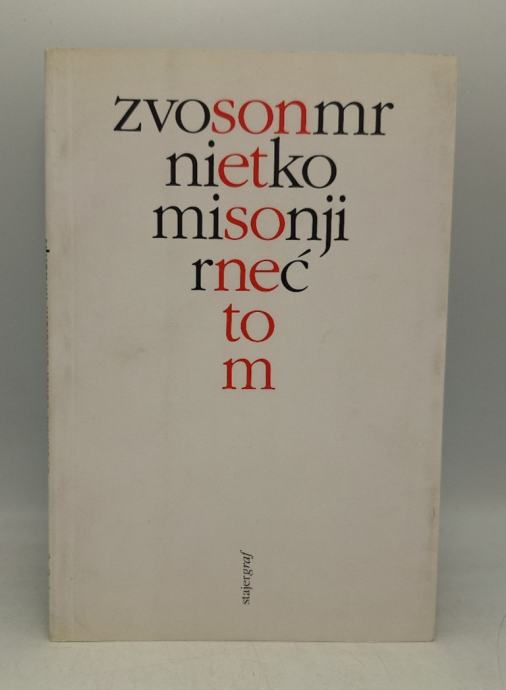 zvosonmr
nietko
misonji
rneć
to
m
stajergraf